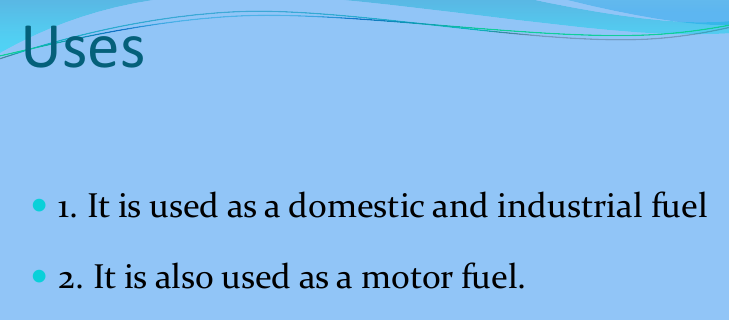 Uses
1. It is used as a domestic and industrial fuel
2. It is also used as a motor fuel.